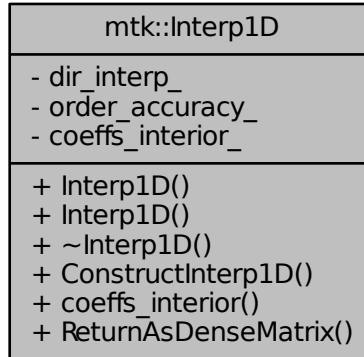 mtk::Interp1D
- dir_interp_
- order_accuracy_
- coeffs_interior_
+ Interp1D()
+ Interp1D()
+ ~Interp1D()
+ ConstructInterp1D()
+ coeffs_interior()
+ ReturnAsDenseMatrix()